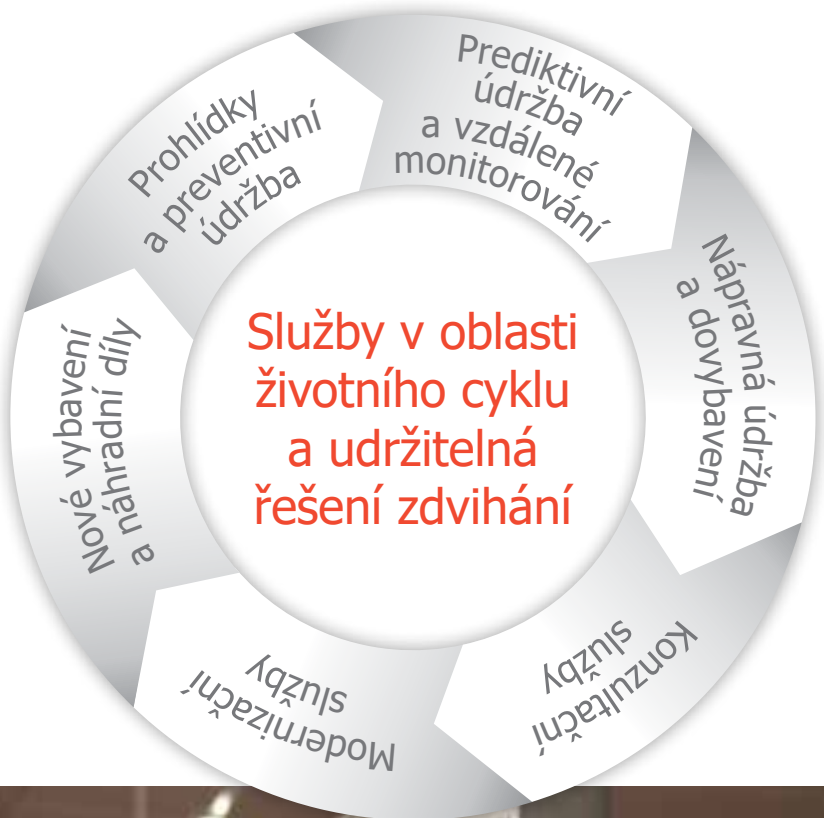 Prediktivní
údržba
a vzdálené
monitorování
Nápravná údržba
a dovybavení
Konzultační
služby
Modernizační
služby
Nové vybavení
a náhradní díly
Prohlídky
a preventivní
údržba
Služby v oblasti
životního cyklu
a udržitelná
řešení zdvihání